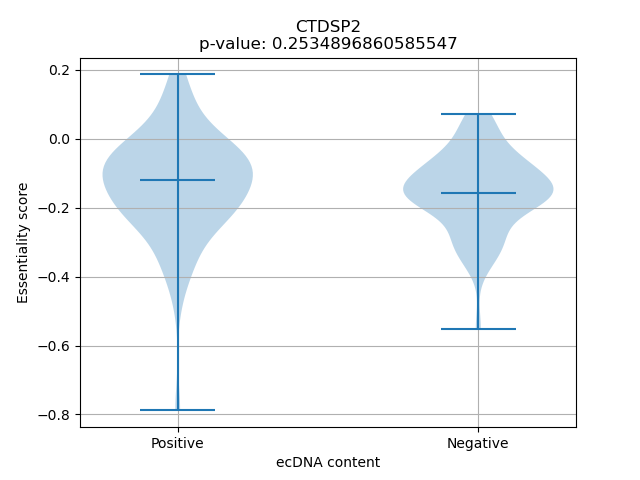 CTDSP2
p-value: 0.2534896860585547
0.2
0.0
−0.2
−0.4
−0.6
−0.8
Essentiality score
Positive
Negative
ecDNA content